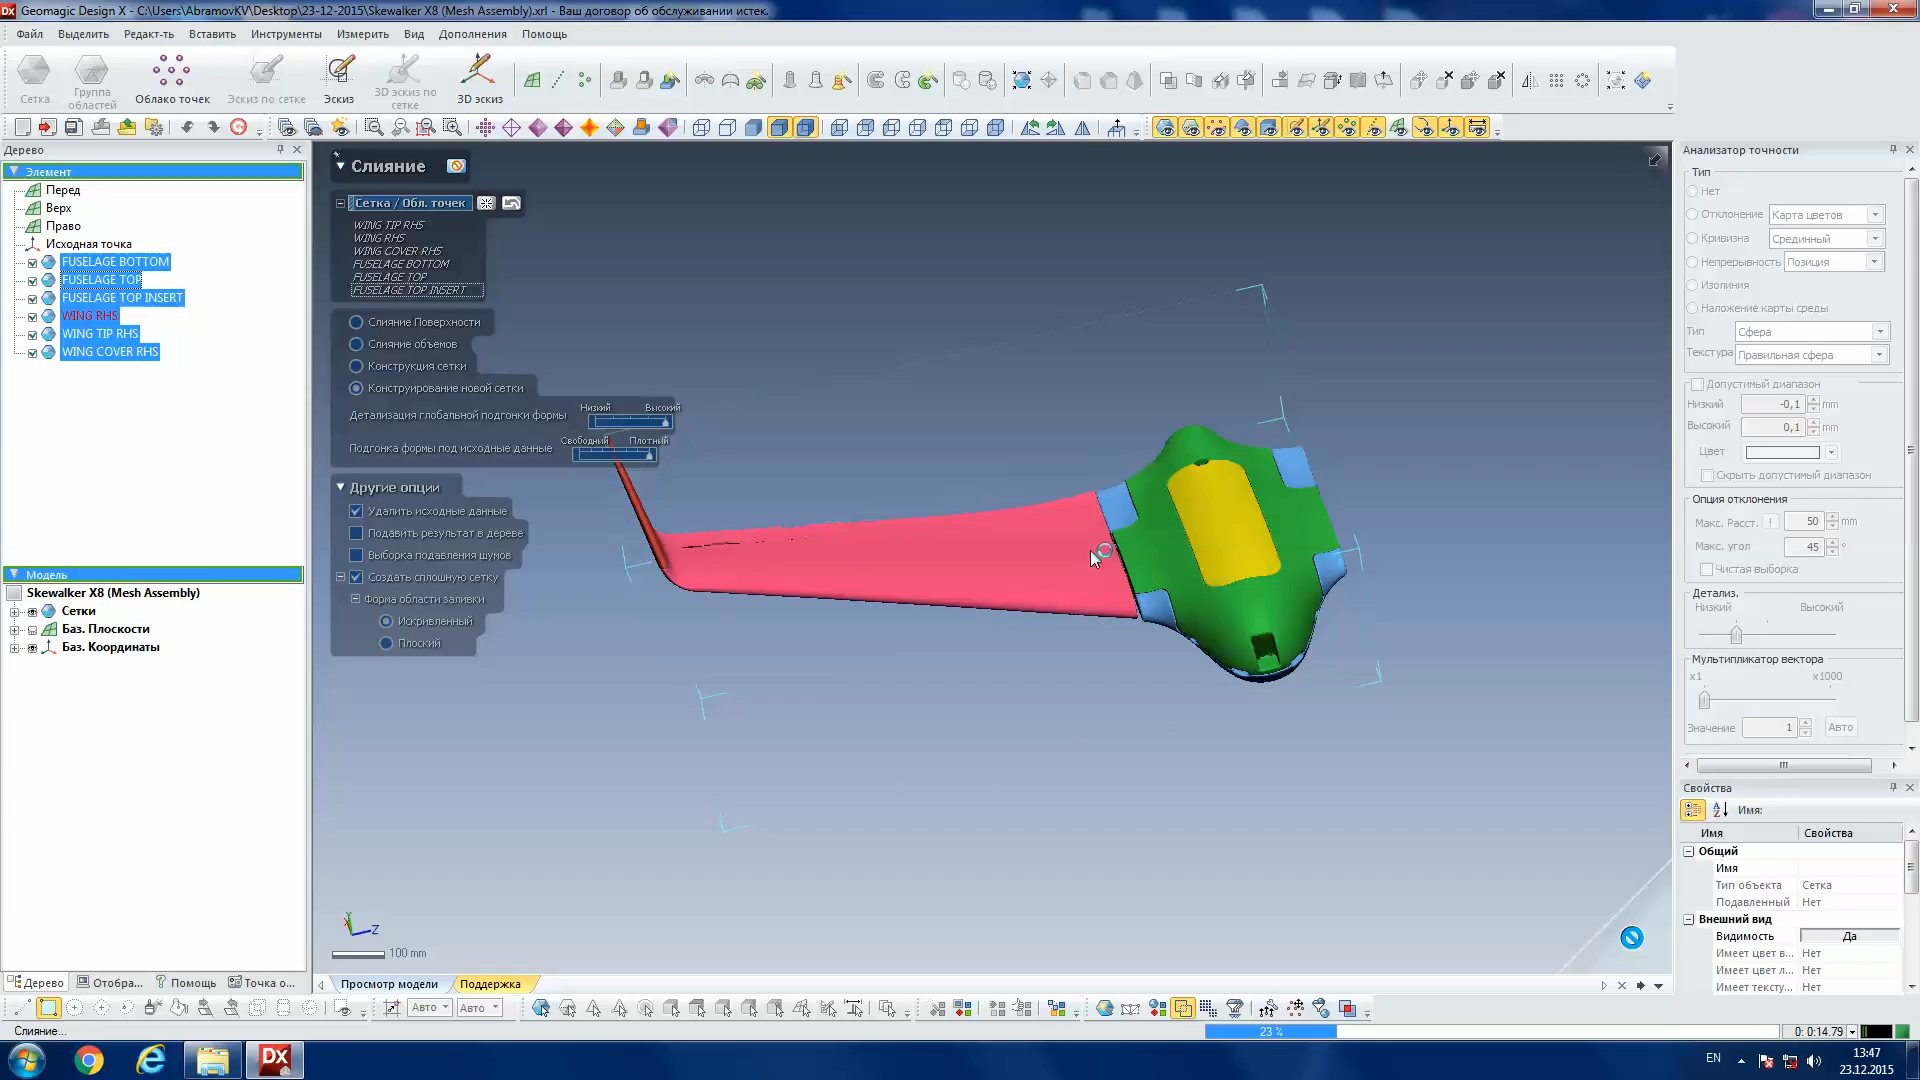 Geomagic Design X - C:\Users\AbramovKV\Desktop\23-12-2015\Skewalker X8 (Mesh Assembly).xrl - Ваш договор об обслуживании истек.
Файл Выделить Редакт-ть Вставить Инструменты Измерить Вид Дополнения Помощь
Сетка Группа областей Облако точек Эскиз по сетке Эскиз 3D эскиз по сетке 3D эскиз
Дерево
Элемент
Перед
Верх
Право
Исходная точка
FUSELAGE BOTTOM
FUSELAGE TOP
FUSELAGE TOP INSERT
WING RHS
WING TIP RHS
WING COVER RHS
Модель
Skewalker X8 (Mesh Assembly)
Сетки
Баз. Плоскости
Баз. Координаты
Дерево Отобра... Помощь Точка о...
Слияние
Сетка / Обл. точек
WING TIP RHS
WING RHS
WING COVER RHS
FUSELAGE BOTTOM
FUSELAGE TOP
FUSELAGE TOP INSERT
Слияние Поверхности
Слияние объемов
Конструкция сетки
Конструирование новой сетки
Низкий Высокий
Детализация глобальной подгонки формы
Свободный Плотный
Подгонка формы под исходные данные
Другие опции
Удалить исходные данные
Подавить результат в дереве
Выборка подавления шумов
Создать сплошную сетку
Форма области заливки
Искривленный
Плоский
Y
Z
100 mm
Просмотр модели Поддержка
Анализатор точности
Тип
Нет
Отклонение Карта цветов
Кривизна Срединный
Непрерывность Позиция
Изолиния
Наложение карты среды
Тип Сфера
Текстура Правильная сфера
Допустимый диапазон
Низкий -0,1 mm
Высокий 0,1 mm
Цвет
Скрыть допустимый диапазон
Опция отклонения
Макс. Расст. ! 50 mm
Макс. угол 45 °
Чистая выборка
Детализ.
Низкий Высокий
Мультипликатор вектора
x1 x1000
Значение 1 Авто
Свойства
Имя:
Имя Свойства
Общий
Имя
Тип объекта Сетка
Подавленный Нет
Внешний вид
Видимость Да
Имеет цвет в... Нет
Имеет цвет л... Нет
Имеет тексту... Нет
Авто Авто
Слияние...
23 %
0: 0:14.79
DX
EN
13:47
23.12.2015